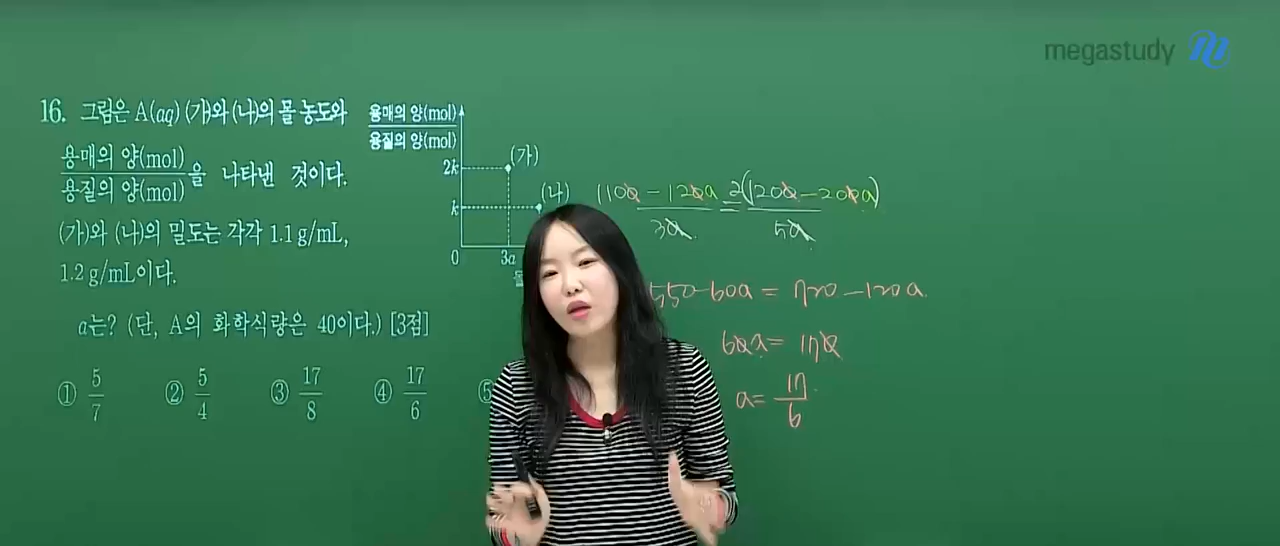 megastudy
16. 그림은 A(aq) (가)와 (나)의 몰 농도와
용매의 양(mol)
용질의 양(mol)
을 나타낸 것이다.
(가)와 (나)의 밀도는 각각 1.1 g/mL,
1.2 g/mL이다.
a는? (단, A의 화학식량은 40이다.) [3점]
① 5/7 ② 5/4 ③ 17/8 ④ 17/6 ⑤
용매의 양(mol)
용질의 양(mol)
2k (가)
k (나)
0 3a
몰
1100 - 120a = 2(1200 - 200a)
3a 5a
550 - 60a = 720 - 120a
60a = 170
a = 17/6